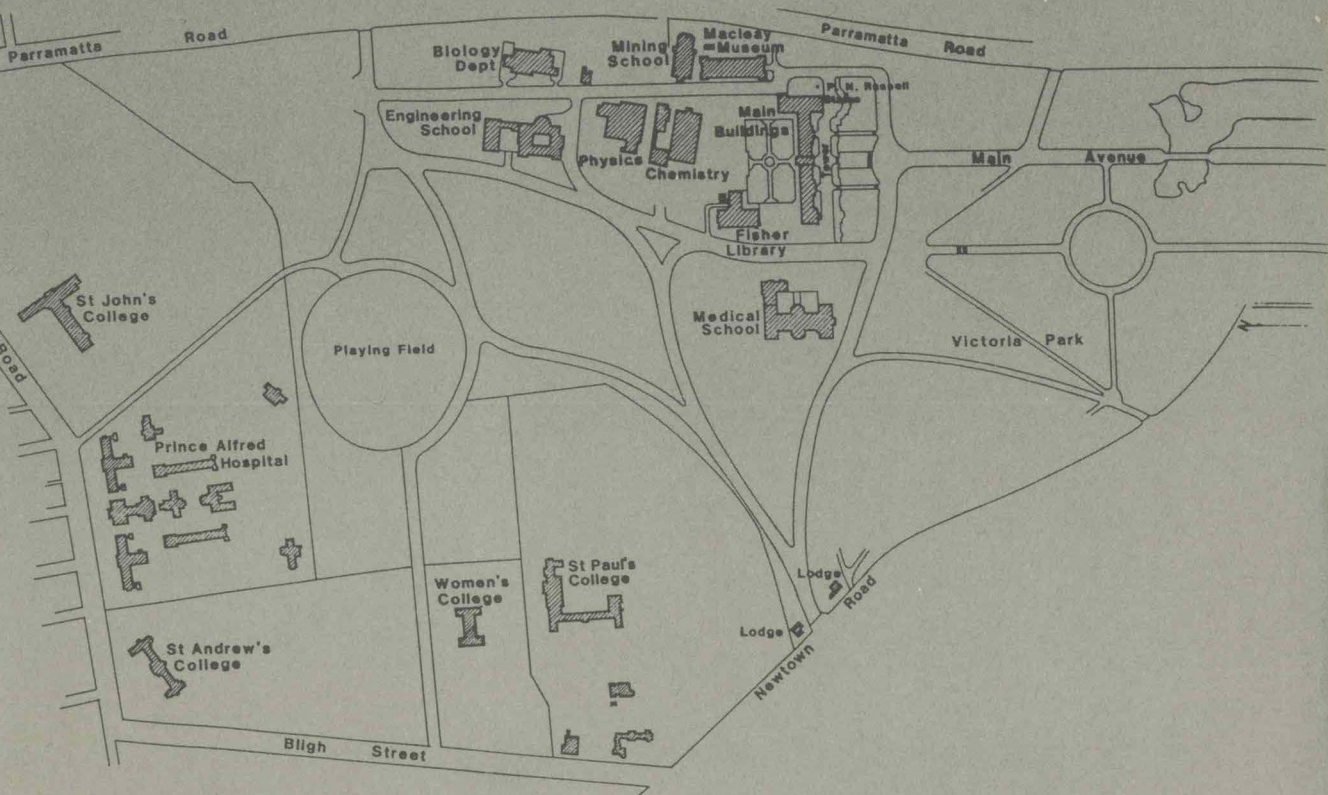 Parramatta Road
Parramatta Road
Biology
Dept
Mining
School
Macleay
Museum
P. N. Russell
Engineering
School
Main
Buildings
Physics
Chemistry
Main Avenue
Fisher
Library
St John's
College
Medical
School
Playing Field
Victoria Park
N
Road
Prince Alfred
Hospital
Women's
College
St Paul's
College
Lodge
Lodge
Newtown Road
St Andrew's
College
Bligh Street